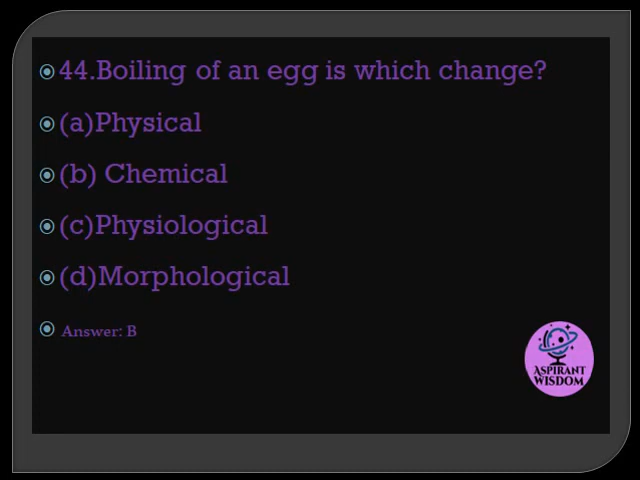 44.Boiling of an egg is which change?
(a)Physical
(b) Chemical
(c)Physiological
(d)Morphological
Answer: B
ASPIRANT
WISDOM